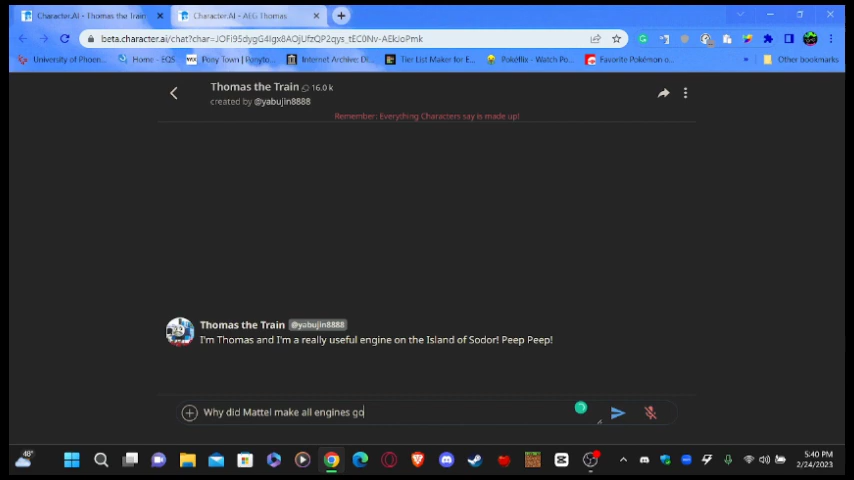 Character.AI - Thomas the Train
Character.AI - AEG Thomas
beta.character.ai/chat?char=JOFi95dygG4Igx8AOjUfzQP2qys_tEC0Nv-AEkJoPmk
University of Phoen...
Home - EQS
Pony Town | Ponyto...
Internet Archive: Di...
Tier List Maker for E...
Pokéflix - Watch Po...
Favorite Pokémon o...
»
Other bookmarks
Thomas the Train 16.0 k
created by @yabujin8888
Remember: Everything Characters say is made up!
Thomas the Train @yabujin8888
I'm Thomas and I'm a really useful engine on the Island of Sodor! Peep Peep!
Why did Mattel make all engines go
48°
5:40 PM
2/24/2023